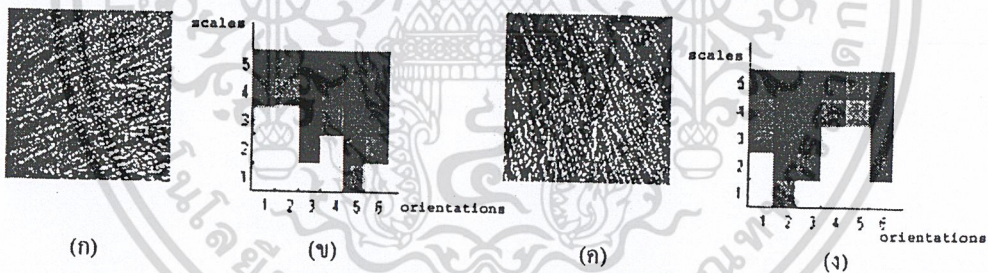 scales
5
4
3
2
1
1 2 3 4 5 6 orientations
scales
5
4
3
2
1
1 2 3 4 5 6
orientations
(ก) (ข) (ค) (ง)